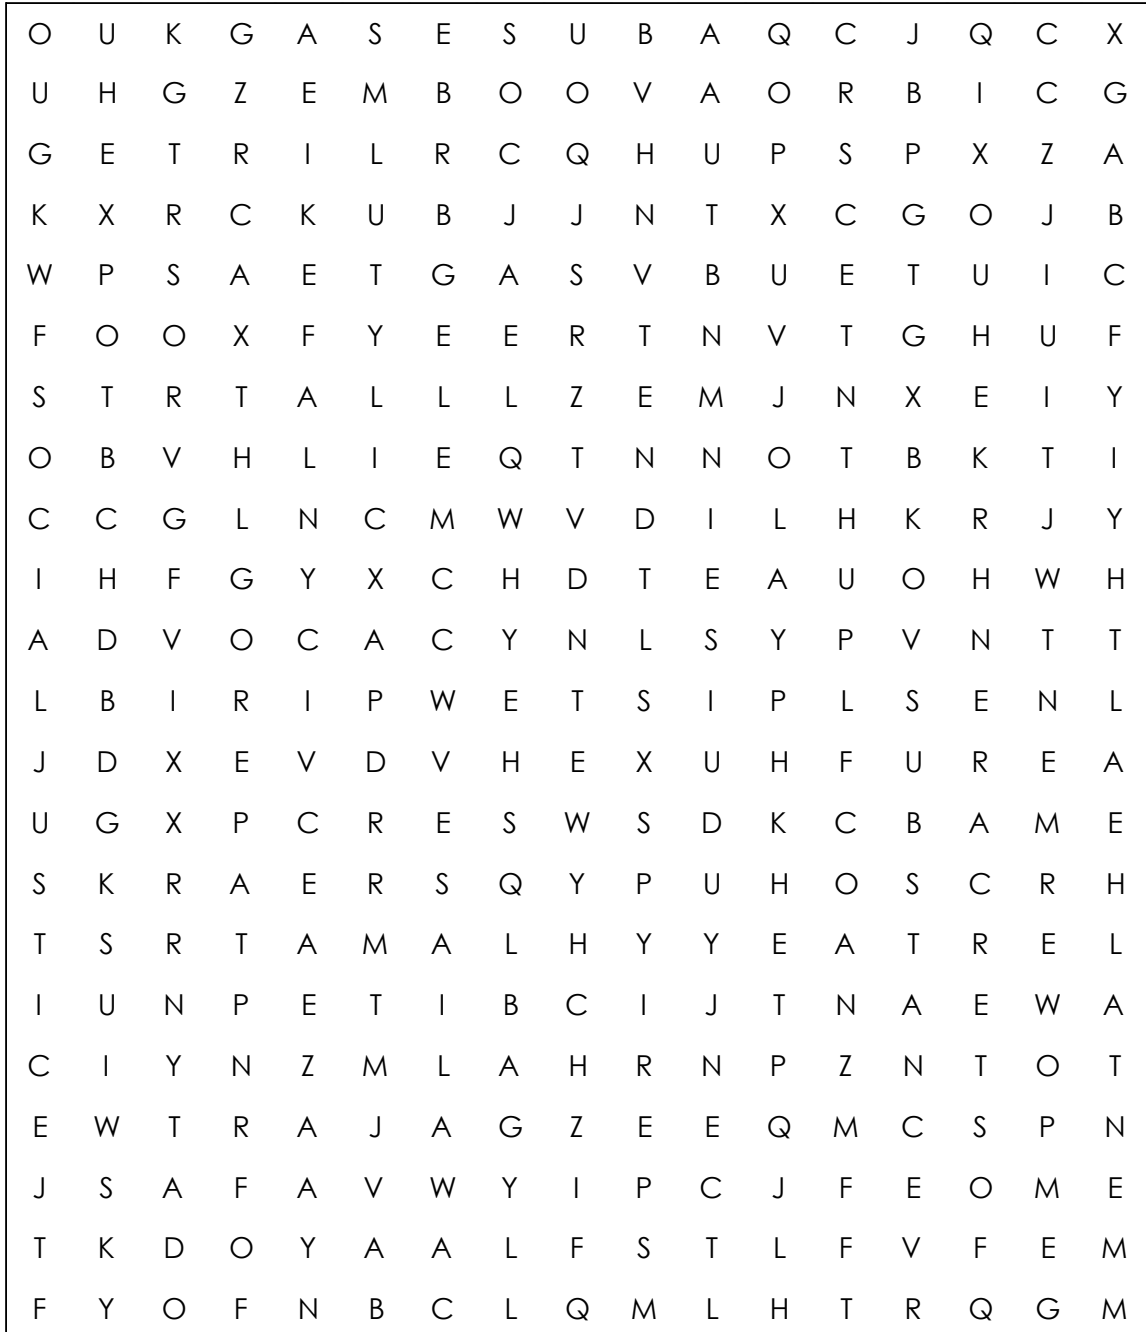 O U K G A S E S U B A Q C J Q C X
U H G Z E M B O O V A O R B I C G
G E T R I L R C Q H U P S P X Z A
K X R C K U B J J N T X C G O J B
W P S A E T G A S V B U E T U I C
F O O X F Y E E R T N V T G H U F
S T R T A L L L Z E M J N X E I Y
O B V H L I E Q T N N O T B K T I
C C G L N C M W V D I L H K R J Y
I H F G Y X C H D T E A U O H W H
A D V O C A C Y N L S Y P V N T T
L B I R I P W E T S I P L S E N L
J D X E V D V H E X U H F U R E A
U G X P C R E S W S D K C B A M E
S K R A E R S Q Y P U H O S C R H
T S R T A M A L H Y Y E A T R E L
I U N P E T I B C I J T N A E W A
C I Y N Z M L A H R N P Z N T O T
E W T R A J A G Z E E Q M C S P N
J S A F A V W Y I P C J F E O M E
T K D O Y A A L F S T L F V F E M
F Y O F N B C L Q M L H T R Q G M